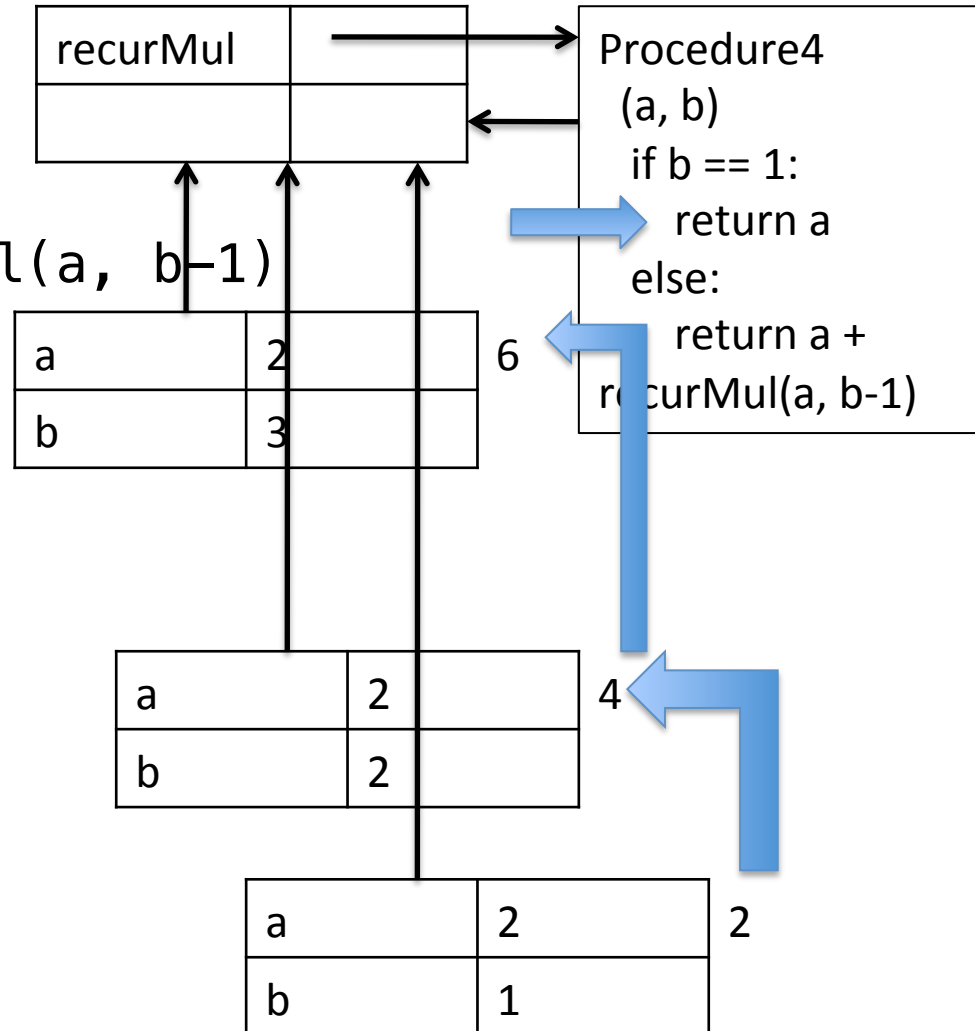 recurMul
Procedure4
(a, b)
if b == 1:
return a
else:
return a +
recurMul(a, b-1)
l(a, b-1)
a 2 6
b 3
a 2 4
b 2
a 2 2
b 1